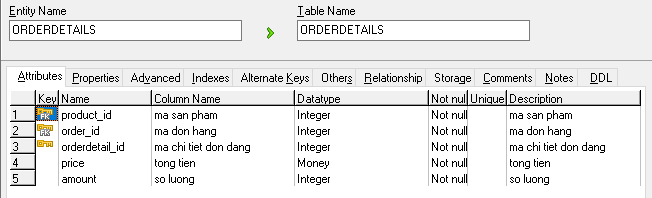 Entity Name
Table Name
ORDERDETAILS
ORDERDETAILS
Attributes Properties Advanced Indexes Alternate Keys Others Relationship Storage Comments Notes DDL
Key Name Column Name Datatype Not null Unique Description
1 FK product_id ma san pham Integer Not null ma san pham
2 FK order_id ma don hang Integer Not null ma don hang
3 orderdetail_id ma chi tiet don dang Integer Not null ma chi tiet don dang
4 price tong tien Money Not null tong tien
5 amount so luong Integer Not null so luong